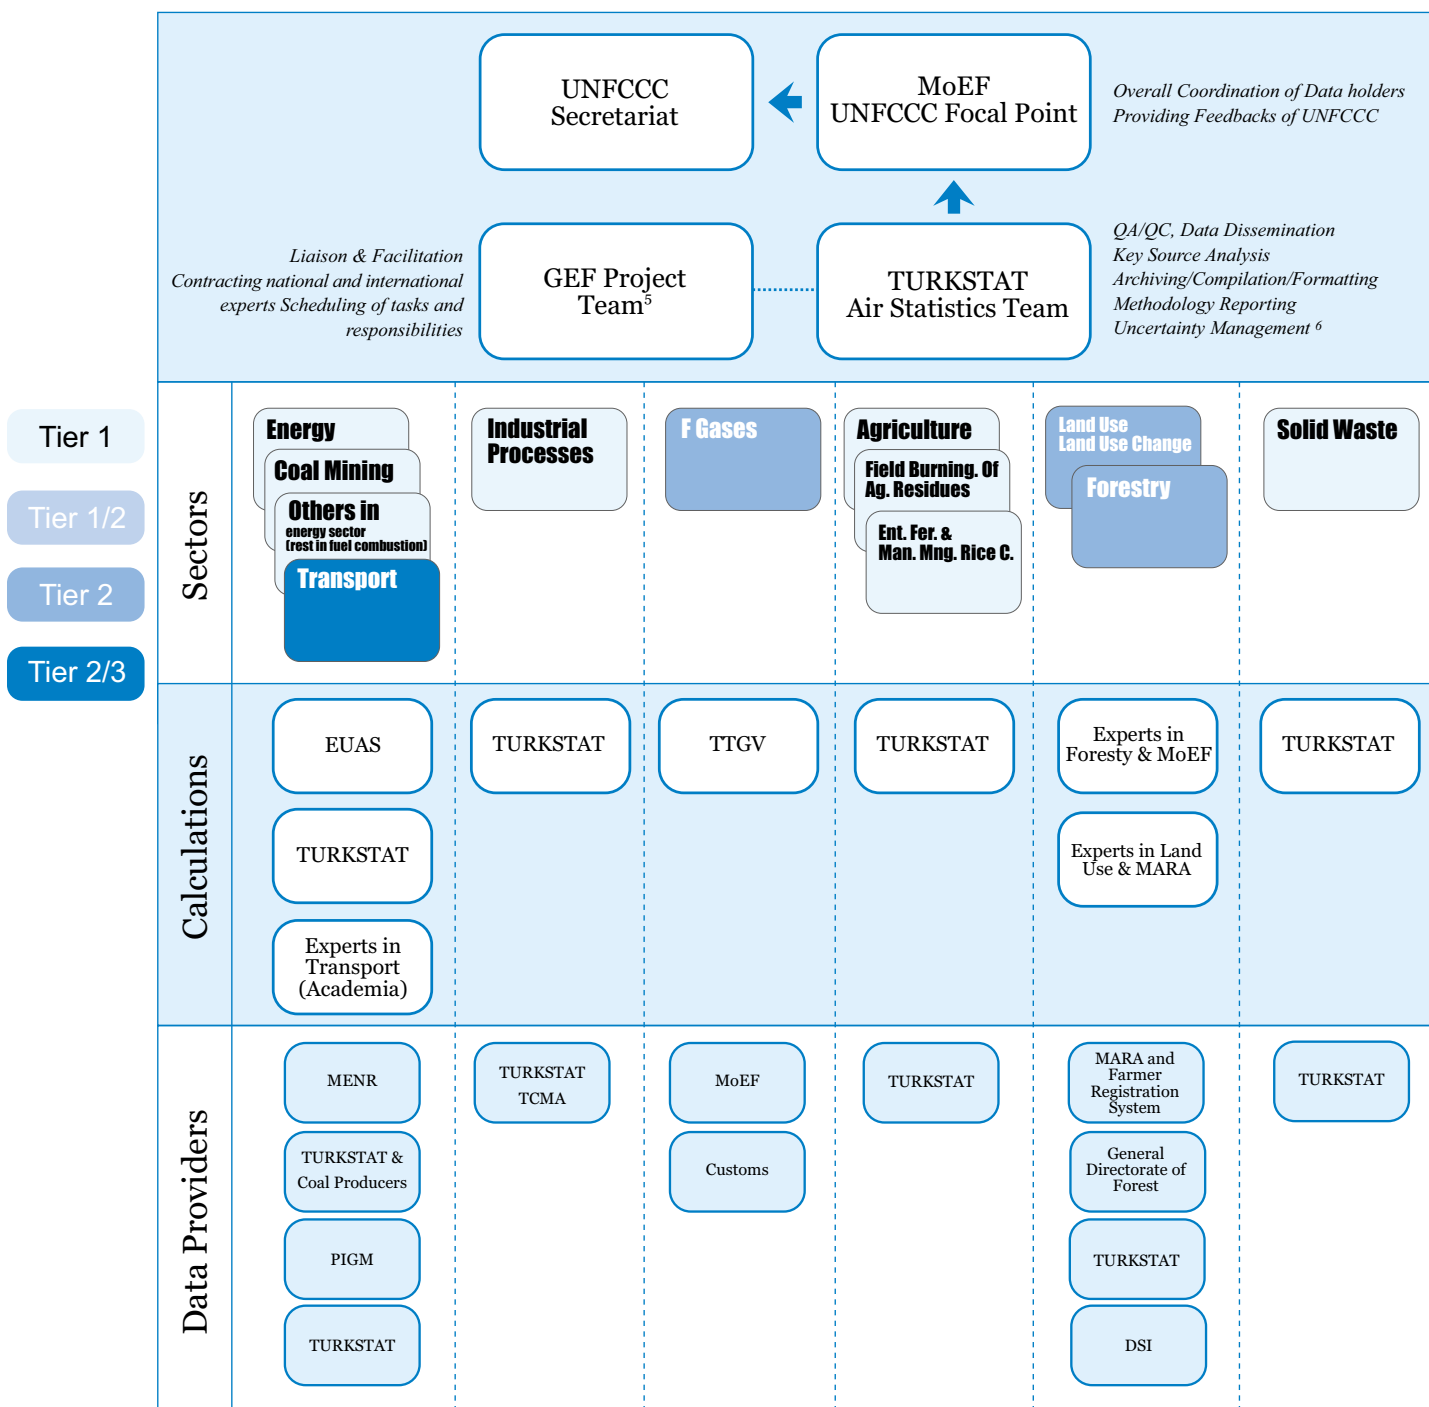 UNFCCC
Secretariat
MoEF
UNFCCC Focal Point
Overall Coordination of Data holders
Providing Feedbacks of UNFCCC
Liaison & Facilitation
Contracting national and international
experts Scheduling of tasks and
responsibilities
GEF Project
Team5
TURKSTAT
Air Statistics Team
QA/QC, Data Dissemination
Key Source Analysis
Archiving/Compilation/Formatting
Methodology Reporting
Uncertainty Management 6
Tier 1
Tier 1/2
Tier 2
Tier 2/3
Sectors
Energy
Coal Mining
Others in
energy sector
(rest in fuel combustion)
Transport
Industrial
Processes
F Gases
Agriculture
Field Burning. Of
Ag. Residues
Ent. Fer. &
Man. Mng. Rice C.
Land Use
Land Use Change
Forestry
Solid Waste
Calculations
EUAS
TURKSTAT
Experts in
Transport
(Academia)
TURKSTAT
TTGV
TURKSTAT
Experts in
Foresty & MoEF
Experts in Land
Use & MARA
TURKSTAT
Data Providers
MENR
TURKSTAT &
Coal Producers
PIGM
TURKSTAT
TURKSTAT
TCMA
MoEF
Customs
TURKSTAT
MARA and
Farmer
Registration
System
General
Directorate of
Forest
TURKSTAT
DSI
TURKSTAT